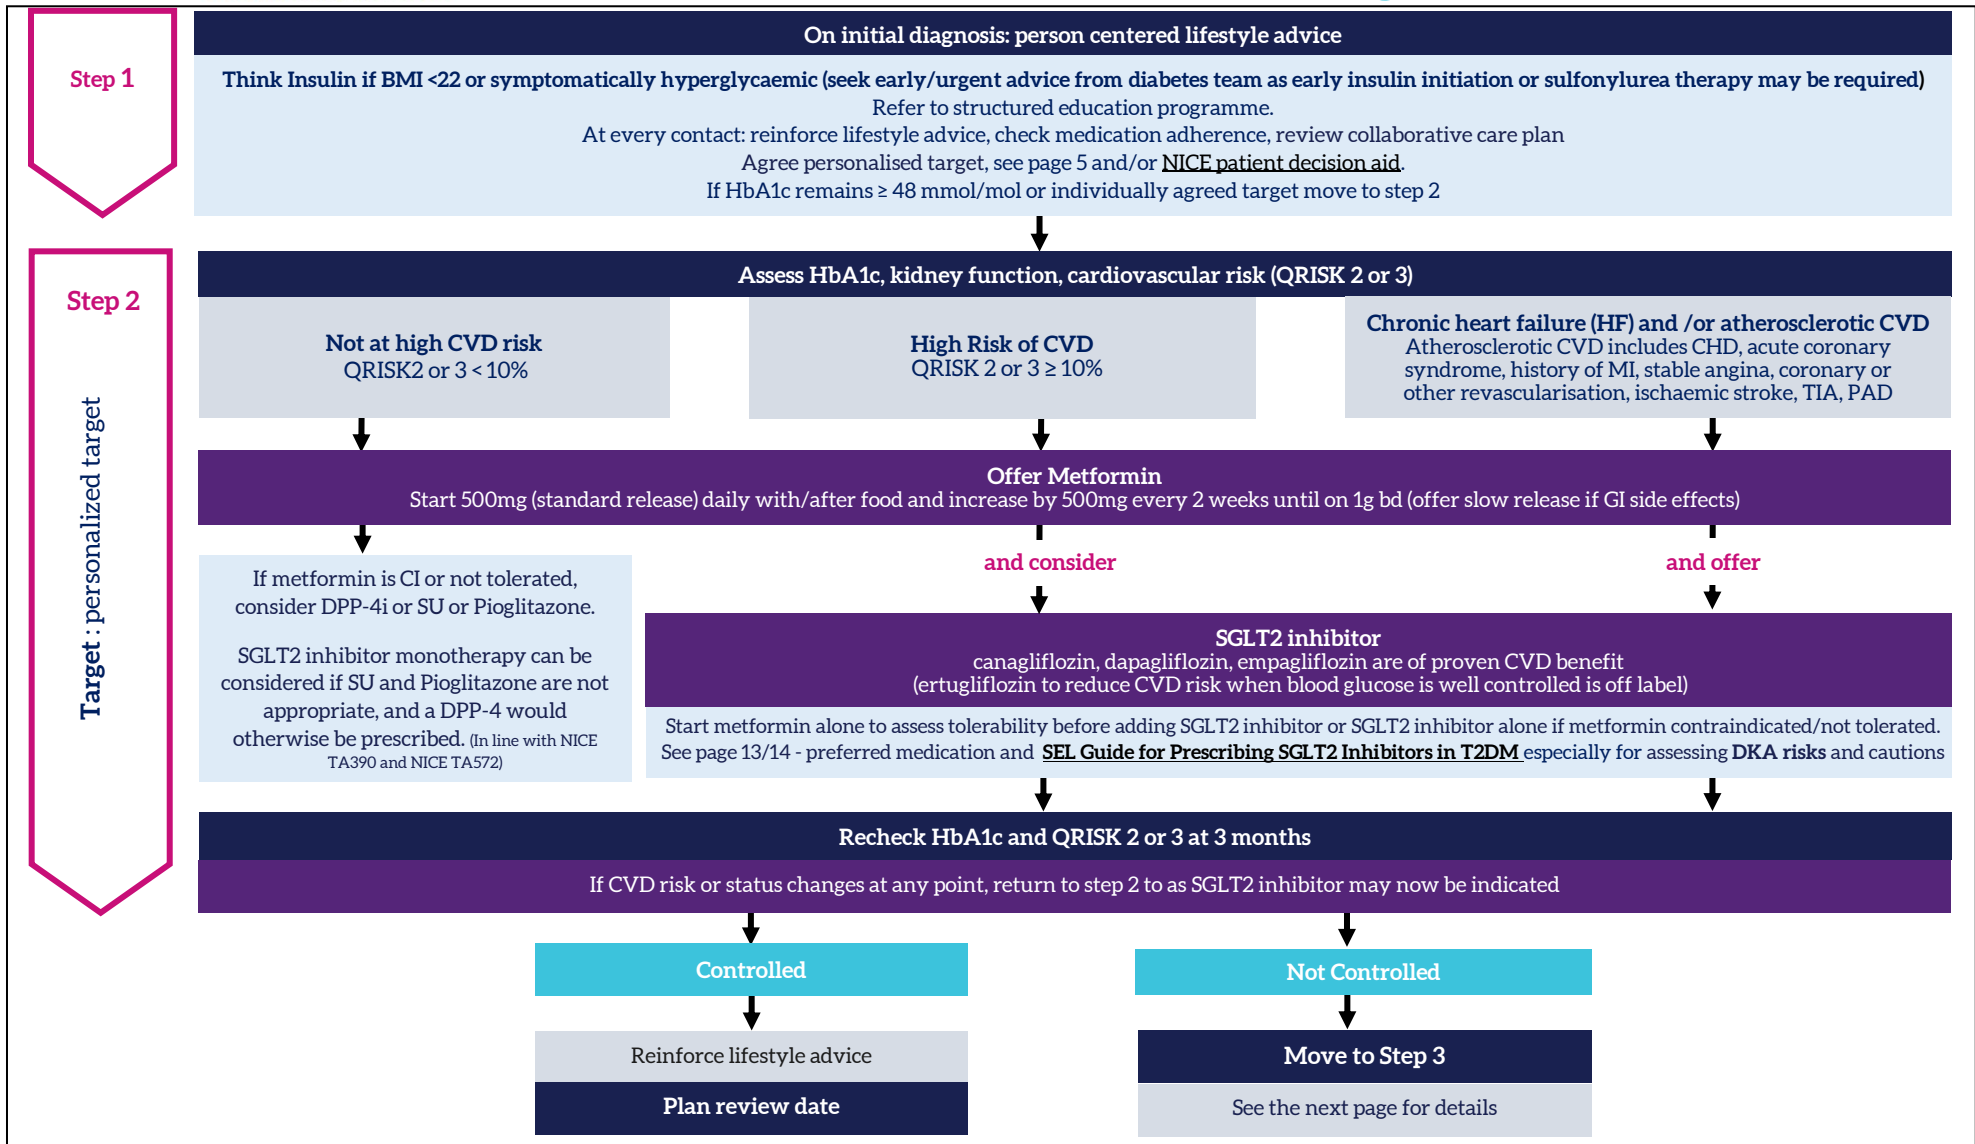 On initial diagnosis: person centered lifestyle advice
Step 1
Think Insulin if BMI <22 or symptomatically hyperglycaemic (seek early/urgent advice from diabetes team as early insulin initiation or sulfonylurea therapy may be required)
Refer to structured education programme.
At every contact: reinforce lifestyle advice, check medication adherence, review collaborative care plan
Agree personalised target, see page 5 and/or NICE patient decision aid.
If HbA1c remains ≥ 48 mmol/mol or individually agreed target move to step 2
Step 2
Target : personalized target
Assess HbA1c, kidney function, cardiovascular risk (QRISK 2 or 3)
Not at high CVD risk
QRISK2 or 3 < 10%
High Risk of CVD
QRISK 2 or 3 ≥ 10%
Chronic heart failure (HF) and /or atherosclerotic CVD
Atherosclerotic CVD includes CHD, acute coronary
syndrome, history of MI, stable angina, coronary or
other revascularisation, ischaemic stroke, TIA, PAD
Offer Metformin
Start 500mg (standard release) daily with/after food and increase by 500mg every 2 weeks until on 1g bd (offer slow release if GI side effects)
If metformin is CI or not tolerated,
consider DPP-4i or SU or Pioglitazone.
SGLT2 inhibitor monotherapy can be
considered if SU and Pioglitazone are not
appropriate, and a DPP-4 would
otherwise be prescribed. (In line with NICE
TA390 and NICE TA572)
and consider
and offer
SGLT2 inhibitor
canagliflozin, dapagliflozin, empagliflozin are of proven CVD benefit
(ertugliflozin to reduce CVD risk when blood glucose is well controlled is off label)
Start metformin alone to assess tolerability before adding SGLT2 inhibitor or SGLT2 inhibitor alone if metformin contraindicated/not tolerated.
See page 13/14 - preferred medication and SEL Guide for Prescribing SGLT2 Inhibitors in T2DM especially for assessing DKA risks and cautions
Recheck HbA1c and QRISK 2 or 3 at 3 months
If CVD risk or status changes at any point, return to step 2 to as SGLT2 inhibitor may now be indicated
Controlled
Not Controlled
Reinforce lifestyle advice
Plan review date
Move to Step 3
See the next page for details